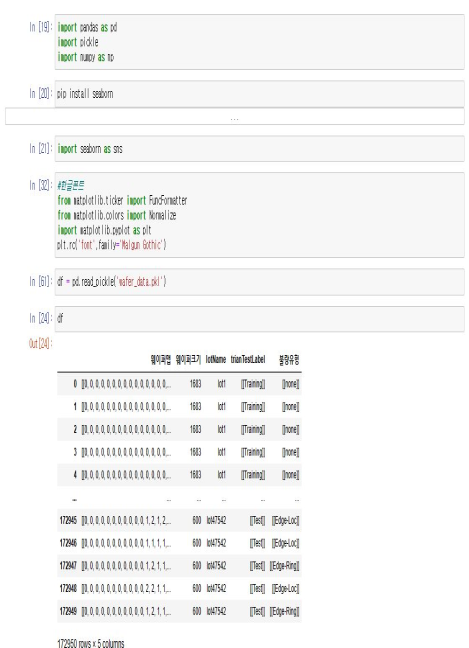 In [19]: import pandas as pd
import pickle
import numpy as np
In [20]: pip install seaborn
...
In [21]: import seaborn as sns
In [32]: #한글폰트
from matplotlib.ticker import FuncFormatter
from matplotlib.colors import Normalize
import matplotlib.pyplot as plt
plt.rc('font',family='Malgun Gothic')
In [61]: df = pd.read_pickle('wafer_data.pkl')
In [24]: df
Out[24]:
웨이퍼맵 웨이퍼크기 lotName trianTestLabel 불량유형
0 [[0, 0, 0, 0, 0, 0, 0, 0, 0, 0, 0, 0, 0, 0, 0,... 1683 lot1 [[Training]] [[none]]
1 [[0, 0, 0, 0, 0, 0, 0, 0, 0, 0, 0, 0, 0, 0, 0,... 1683 lot1 [[Training]] [[none]]
2 [[0, 0, 0, 0, 0, 0, 0, 0, 0, 0, 0, 0, 0, 0, 0,... 1683 lot1 [[Training]] [[none]]
3 [[0, 0, 0, 0, 0, 0, 0, 0, 0, 0, 0, 0, 0, 0, 0,... 1683 lot1 [[Training]] [[none]]
4 [[0, 0, 0, 0, 0, 0, 0, 0, 0, 0, 0, 0, 0, 0, 0,... 1683 lot1 [[Training]] [[none]]
... ... ... ... ... ...
172945 [[0, 0, 0, 0, 0, 0, 0, 0, 0, 0, 0, 1, 2, 1, 2,... 600 lot47542 [[Test]] [[Edge-Loc]]
172946 [[0, 0, 0, 0, 0, 0, 0, 0, 0, 0, 0, 1, 1, 1, 1,... 600 lot47542 [[Test]] [[Edge-Loc]]
172947 [[0, 0, 0, 0, 0, 0, 0, 0, 0, 0, 0, 1, 2, 1, 1,... 600 lot47542 [[Test]] [[Edge-Ring]]
172948 [[0, 0, 0, 0, 0, 0, 0, 0, 0, 0, 0, 2, 2, 1, 1,... 600 lot47542 [[Test]] [[Edge-Loc]]
172949 [[0, 0, 0, 0, 0, 0, 0, 0, 0, 0, 0, 1, 2, 1, 1,... 600 lot47542 [[Test]] [[Edge-Ring]]
172950 rows × 5 columns